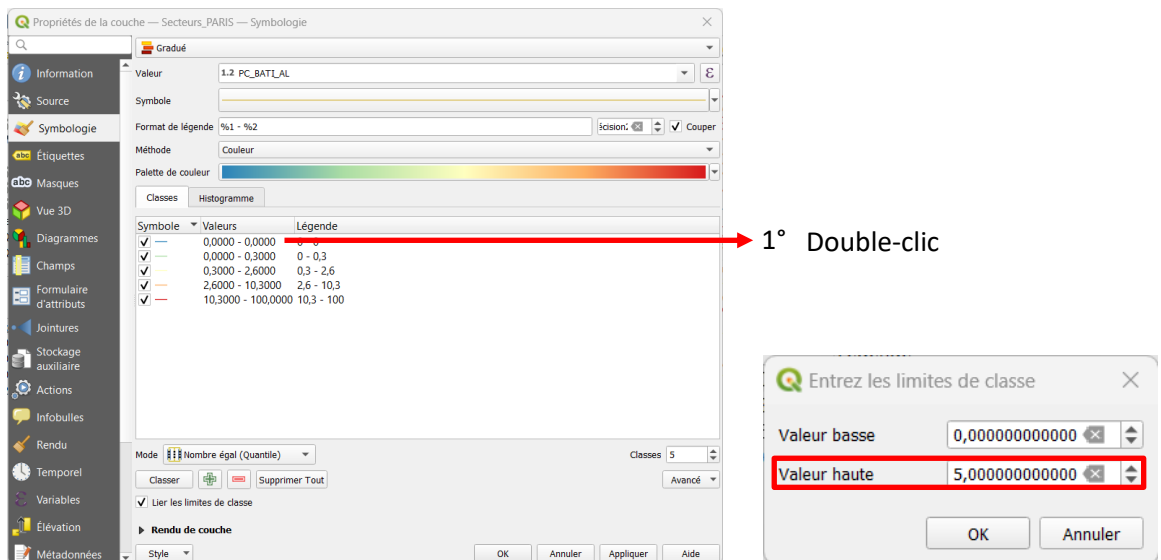 Propriétés de la couche — Secteurs_PARIS — Symbologie
Gradué
Information
Valeur 1.2 PC_BATI_AL ε
Source
Symbole
Symbologie
Format de légende %1 - %2 écision: Couper
Étiquettes
Méthode Couleur
Masques
Palette de couleur
Vue 3D
Classes Histogramme
Diagrammes
Symbole Valeurs Légende
0,0000 - 0,0000 0 - 0
1° Double-clic
0,0000 - 0,3000 0 - 0,3
Champs
0,3000 - 2,6000 0,3 - 2,6
Formulaire
d'attributs
2,6000 - 10,3000 2,6 - 10,3
10,3000 - 100,0000 10,3 - 100
Jointures
Stockage
auxiliaire
Actions
Infobulles
Rendu
Mode Nombre égal (Quantile) Classes 5
Temporel
Classer Supprimer Tout Avancé
Variables
Lier les limites de classe
Élévation
Rendu de couche
Métadonnées
Style OK Annuler Appliquer Aide
Entrez les limites de classe
Valeur basse 0,000000000000
Valeur haute 5,000000000000
OK Annuler